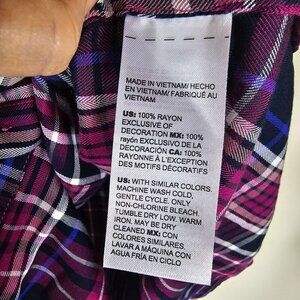 MADE IN VIETNAM/ HECHO
EN VIETNAM/ FABRIQUÉ AU
VIETNAM
US: 100% RAYON
EXCLUSIVE OF
DECORATION MX: 100%
rayón EXCLUSIVO DE LA
DECORACIÓN CA: 100%
RAYONNE À L'EXCEPTION
DES MOTIFS DÉCORATIFS
US: WITH SIMILAR COLORS.
MACHINE WASH COLD,
GENTLE CYCLE. ONLY
NON-CHLORINE BLEACH.
TUMBLE DRY LOW. WARM
IRON. MAY BE DRY
CLEANED MX: CON
COLORES SIMILARES.
LAVAR A MÁQUINA CON
AGUA FRÍA EN CICLO